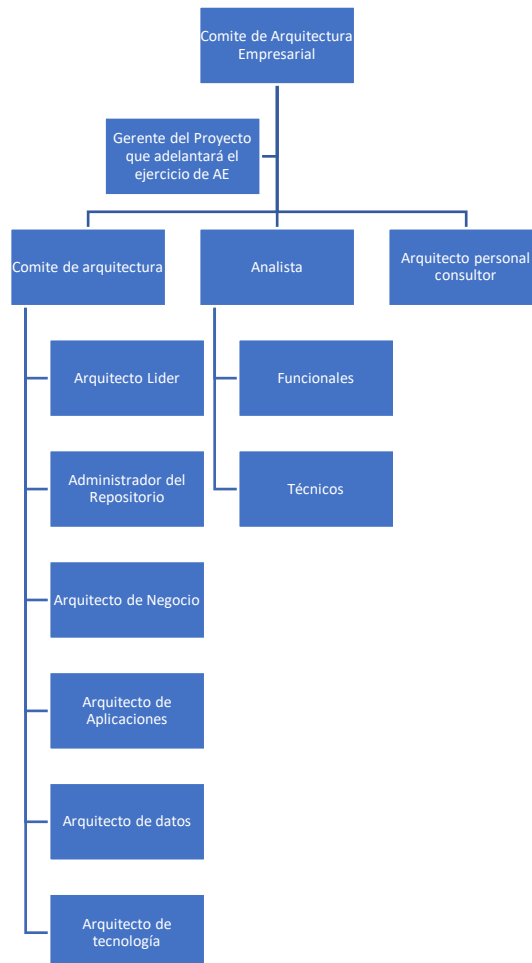 Comite de Arquitectura
Empresarial
Gerente del Proyecto
que adelantará el
ejercicio de AE
Comite de arquitectura
Analista
Arquitecto personal
consultor
Arquitecto Lider
Funcionales
Administrador del
Repositorio
Técnicos
Arquitecto de Negocio
Arquitecto de
Aplicaciones
Arquitecto de datos
Arquitecto de
tecnología